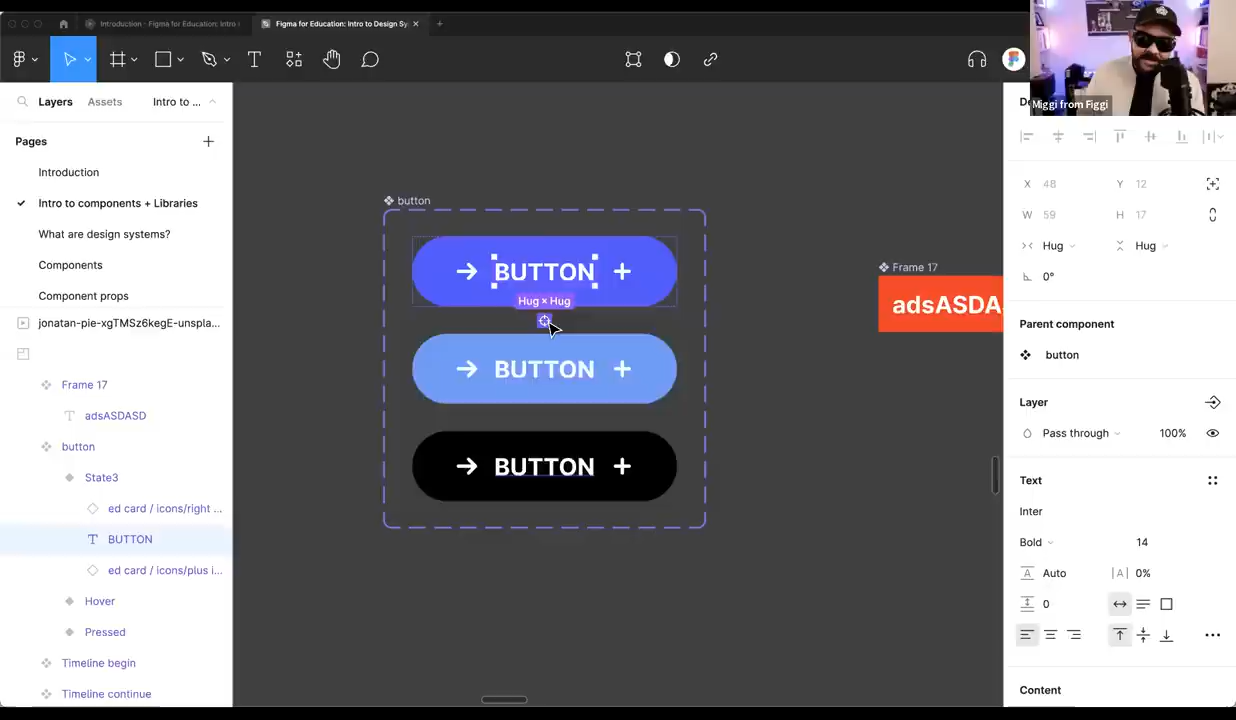 Introduction - Figma for Education: Intro t
Figma for Education: Intro to Design Sy
Miggi from Figgi
Layers
Assets
Intro to ...
Pages
Introduction
Intro to components + Libraries
What are design systems?
Components
Component props
jonatan-pie-xgTMSz6kegE-unspla...
Frame 17
adsASDASD
button
State3
ed card / icons/right ...
BUTTON
ed card / icons/plus i...
Hover
Pressed
Timeline begin
Timeline continue
button
BUTTON
Hug × Hug
BUTTON
BUTTON
Frame 17
adsASDA
X 48
Y 12
W 59
H 17
Hug
Hug
0°
Parent component
button
Layer
Pass through
100%
Text
Inter
Bold
14
Auto
|A| 0%
0
Content